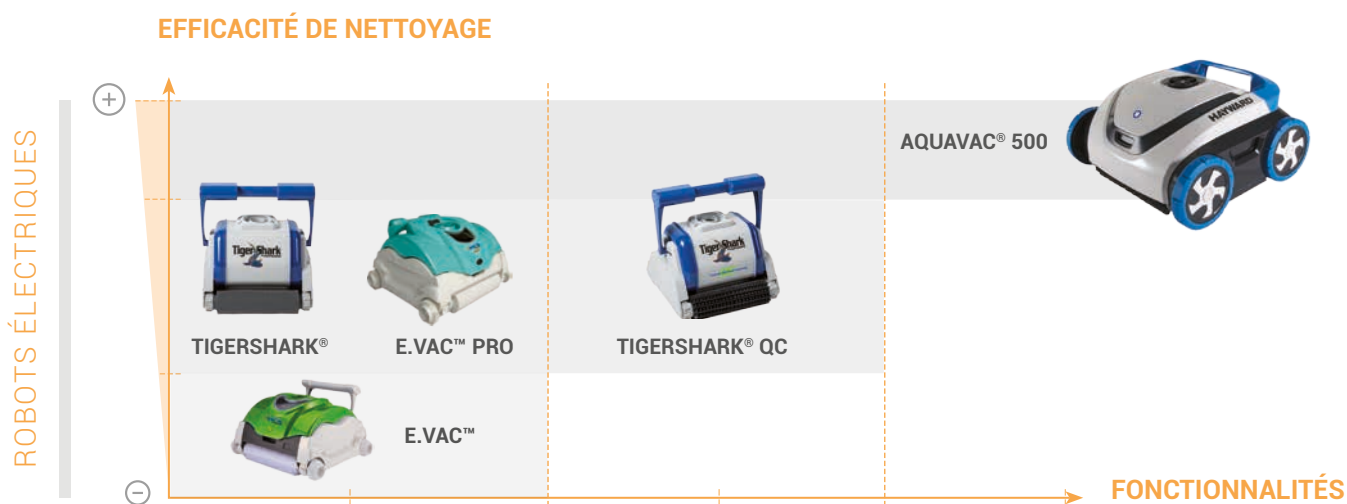 EFFICACITÉ DE NETTOYAGE
+
ROBOTS ÉLECTRIQUES
HAYWARD
AQUAVAC® 500
TigerShark
TigerShark
TIGERSHARK®
E.VAC™ PRO
TIGERSHARK® QC
E.VAC™
−
FONCTIONNALITÉS